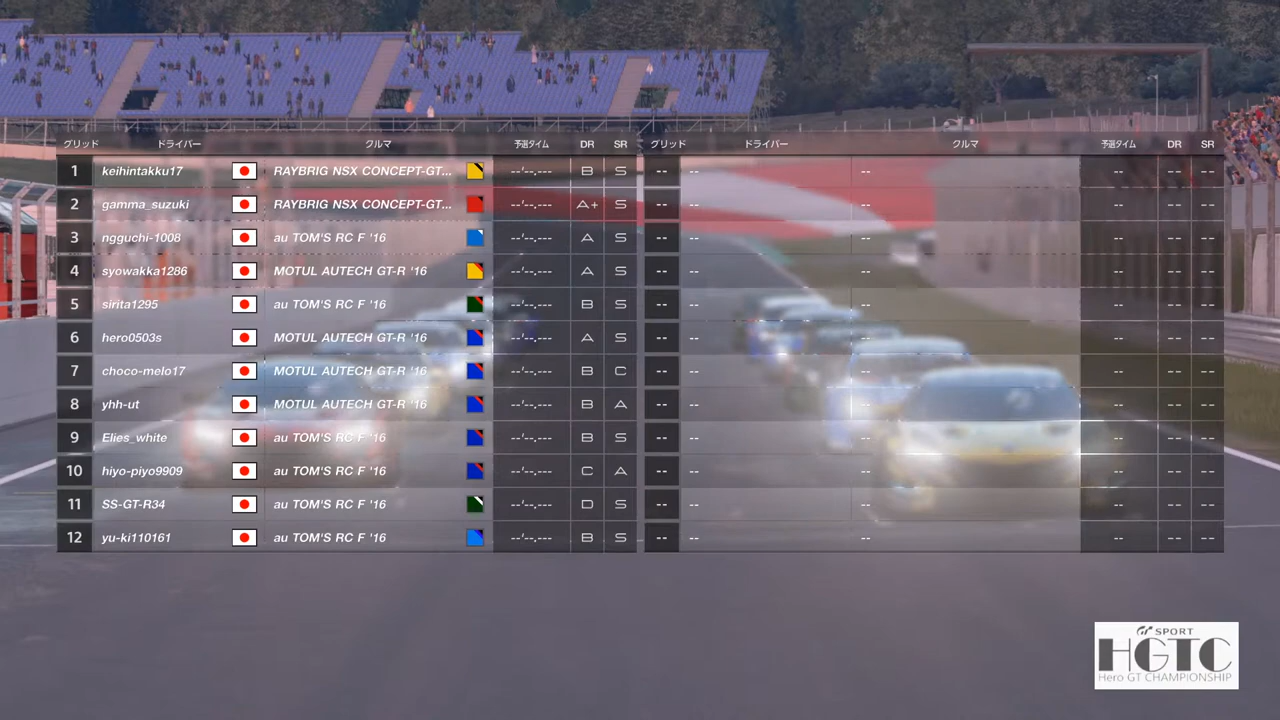 グリッド ドライバー クルマ 予選タイム DR SR グリッド ドライバー クルマ 予選タイム DR SR
1 keihintakku17 RAYBRIG NSX CONCEPT-GT... --'--,--- B S -- -- -- -- -- --
2 gamma_suzuki RAYBRIG NSX CONCEPT-GT... --'--,--- A+ S -- -- -- -- -- --
3 ngguchi-1008 au TOM'S RC F '16 --'--,--- A S -- -- -- -- -- --
4 syowakka1286 MOTUL AUTECH GT-R '16 --'--,--- A S -- -- -- -- -- --
5 sirita1295 au TOM'S RC F '16 --'--,--- B S -- -- -- -- -- --
6 hero0503s MOTUL AUTECH GT-R '16 --'--,--- A S -- -- -- -- -- --
7 choco-melo17 MOTUL AUTECH GT-R '16 --'--,--- B C -- -- -- -- -- --
8 yhh-ut MOTUL AUTECH GT-R '16 --'--,--- B A -- -- -- -- -- --
9 Elies_white au TOM'S RC F '16 --'--,--- B S -- -- -- -- -- --
10 hiyo-piyo9909 au TOM'S RC F '16 --'--,--- C A -- -- -- -- -- --
11 SS-GT-R34 au TOM'S RC F '16 --'--,--- D S -- -- -- -- -- --
12 yu-ki110161 au TOM'S RC F '16 --'--,--- B S -- -- -- -- -- --
GT SPORT
HGTC
Hero GT CHAMPIONSHIP